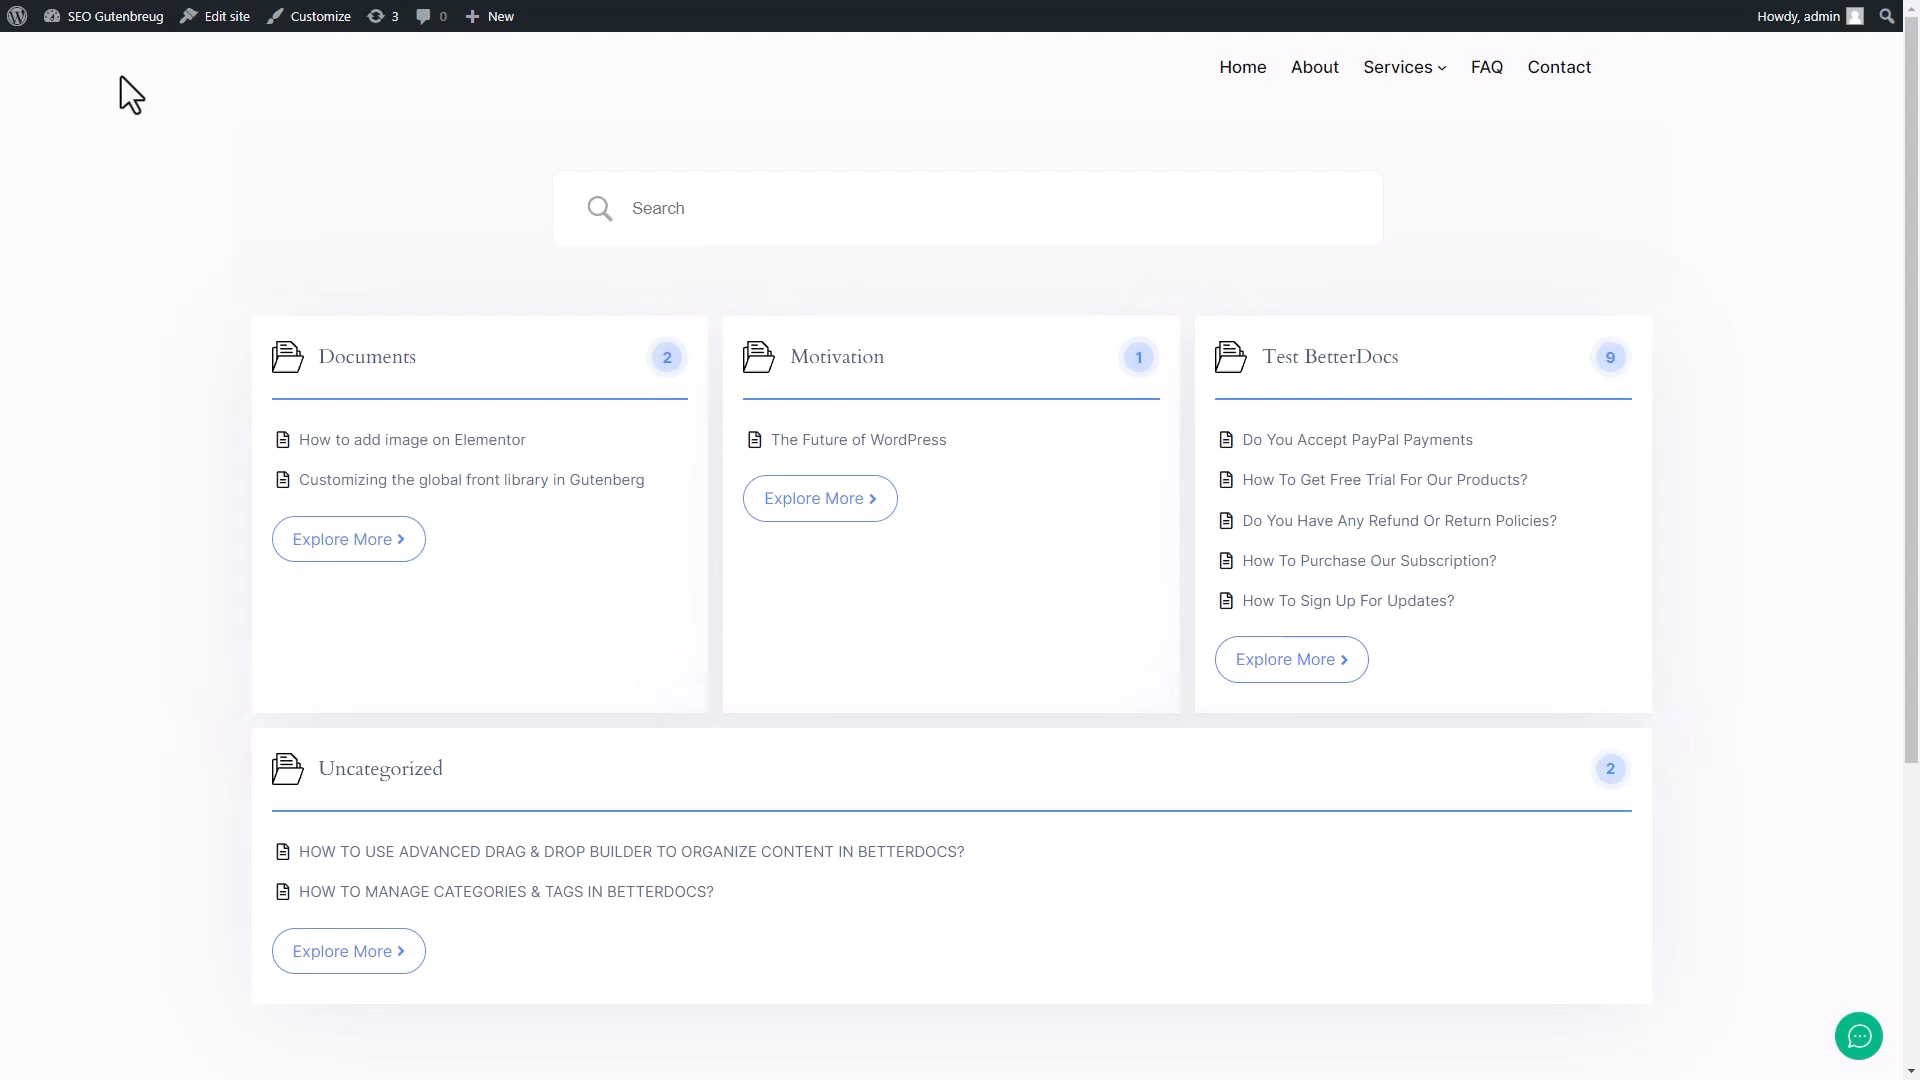 SEO Gutenbreug Edit site Customize 3 0 New Howdy, admin
Home About Services FAQ Contact
Search
Documents 2
How to add image on Elementor
Customizing the global front library in Gutenberg
Explore More
Motivation 1
The Future of WordPress
Explore More
Test BetterDocs 9
Do You Accept PayPal Payments
How To Get Free Trial For Our Products?
Do You Have Any Refund Or Return Policies?
How To Purchase Our Subscription?
How To Sign Up For Updates?
Explore More
Uncategorized 2
HOW TO USE ADVANCED DRAG & DROP BUILDER TO ORGANIZE CONTENT IN BETTERDOCS?
HOW TO MANAGE CATEGORIES & TAGS IN BETTERDOCS?
Explore More